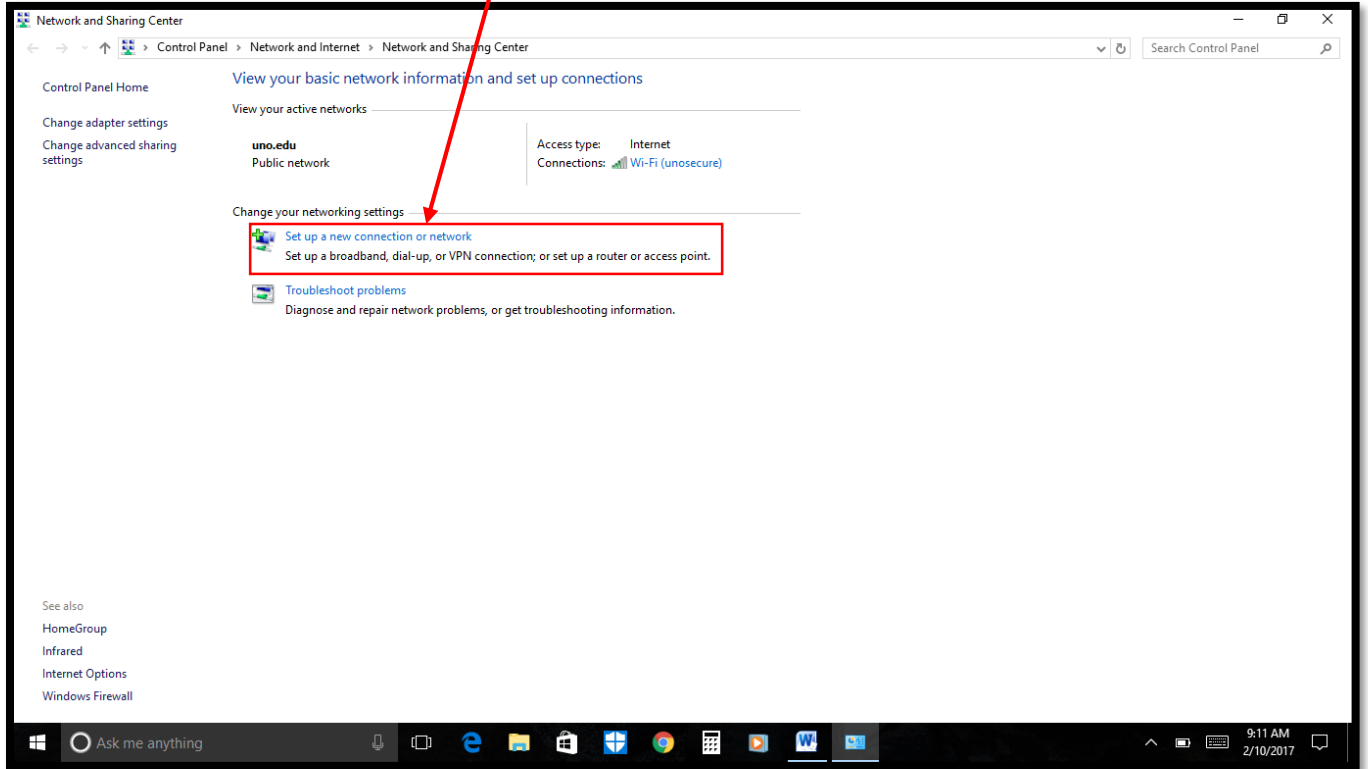 Network and Sharing Center
Control Panel > Network and Internet > Network and Sharing Center
Search Control Panel
Control Panel Home
Change adapter settings
Change advanced sharing
settings
View your basic network information and set up connections
View your active networks
uno.edu
Public network
Access type: Internet
Connections: Wi-Fi (unosecure)
Change your networking settings
Set up a new connection or network
Set up a broadband, dial-up, or VPN connection; or set up a router or access point.
Troubleshoot problems
Diagnose and repair network problems, or get troubleshooting information.
See also
HomeGroup
Infrared
Internet Options
Windows Firewall
Ask me anything
9:11 AM
2/10/2017